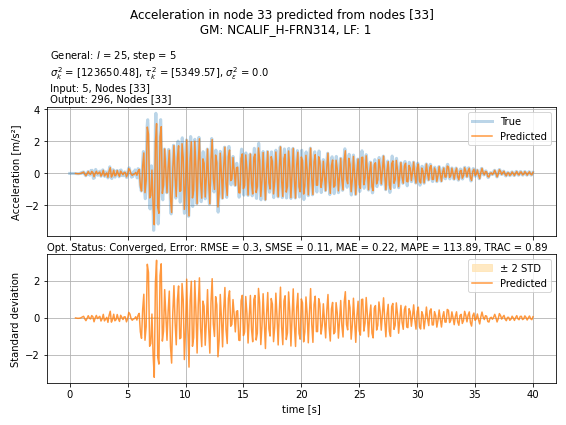 Acceleration in node 33 predicted from nodes [33]
GM: NCALIF_H-FRN314, LF: 1
General: l = 25, step = 5
σ²ₖ = [123650.48], τ²ₖ = [5349.57], σ²ε = 0.0
Input: 5, Nodes [33]
Output: 296, Nodes [33]
Acceleration [m/s²]
4
2
0
−2
True
Predicted
Opt. Status: Converged, Error: RMSE = 0.3, SMSE = 0.11, MAE = 0.22, MAPE = 113.89, TRAC = 0.89
Standard deviation
2
0
−2
± 2 STD
Predicted
0 5 10 15 20 25 30 35 40
time [s]